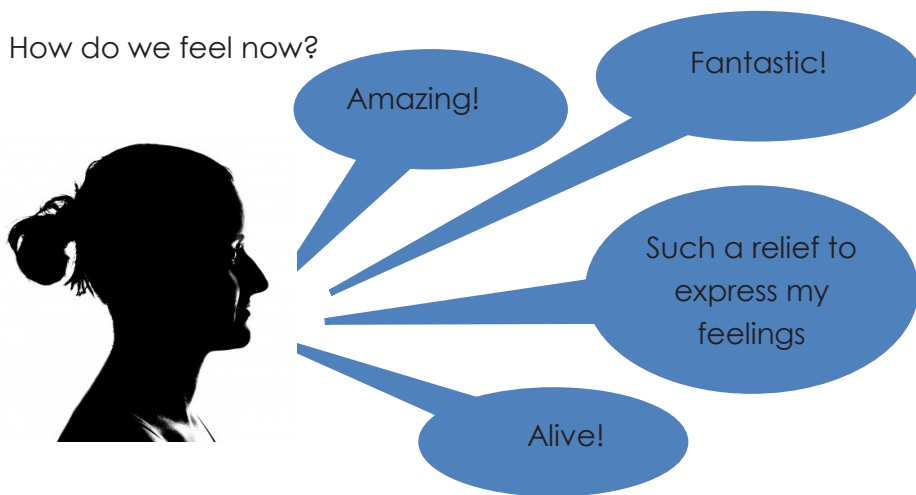 How do we feel now?
Amazing!
Fantastic!
Such a relief to
express my
feelings
Alive!